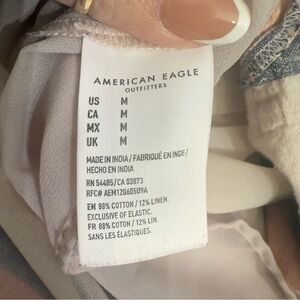 AMERICAN EAGLE
OUTFITTERS
US M
CA M
MX M
UK M
MADE IN INDIA / FABRIQUÉ EN INDE/
HECHO EN INDIA
RN 54485/CA 03873
RFC# AEM12060509A
EN 88% COTTON / 12% LINEN.
EXCLUSIVE OF ELASTIC.
FR 88% COTON / 12% LIN.
SANS LES ÉLASTIQUES.